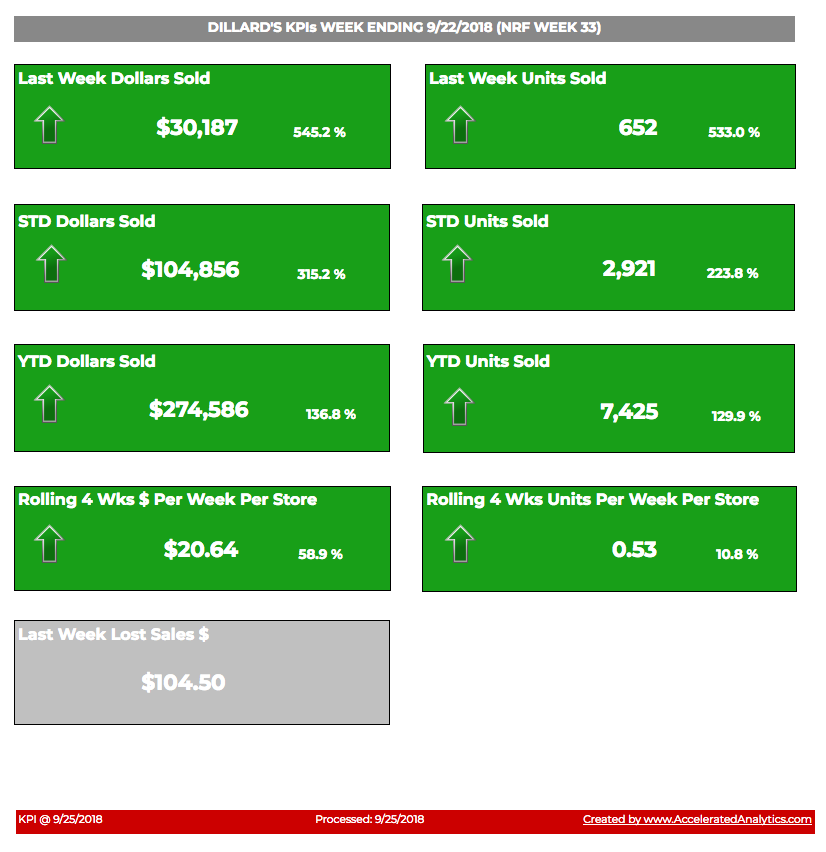 DILLARD'S KPIs WEEK ENDING 9/22/2018 (NRF WEEK 33)
Last Week Dollars Sold
$30,187 545.2 %
Last Week Units Sold
652 533.0 %
STD Dollars Sold
$104,856 315.2 %
STD Units Sold
2,921 223.8 %
YTD Dollars Sold
$274,586 136.8 %
YTD Units Sold
7,425 129.9 %
Rolling 4 Wks $ Per Week Per Store
$20.64 58.9 %
Rolling 4 Wks Units Per Week Per Store
0.53 10.8 %
Last Week Lost Sales $
$104.50
KPI @ 9/25/2018 Processed: 9/25/2018 Created by www.AcceleratedAnalytics.com